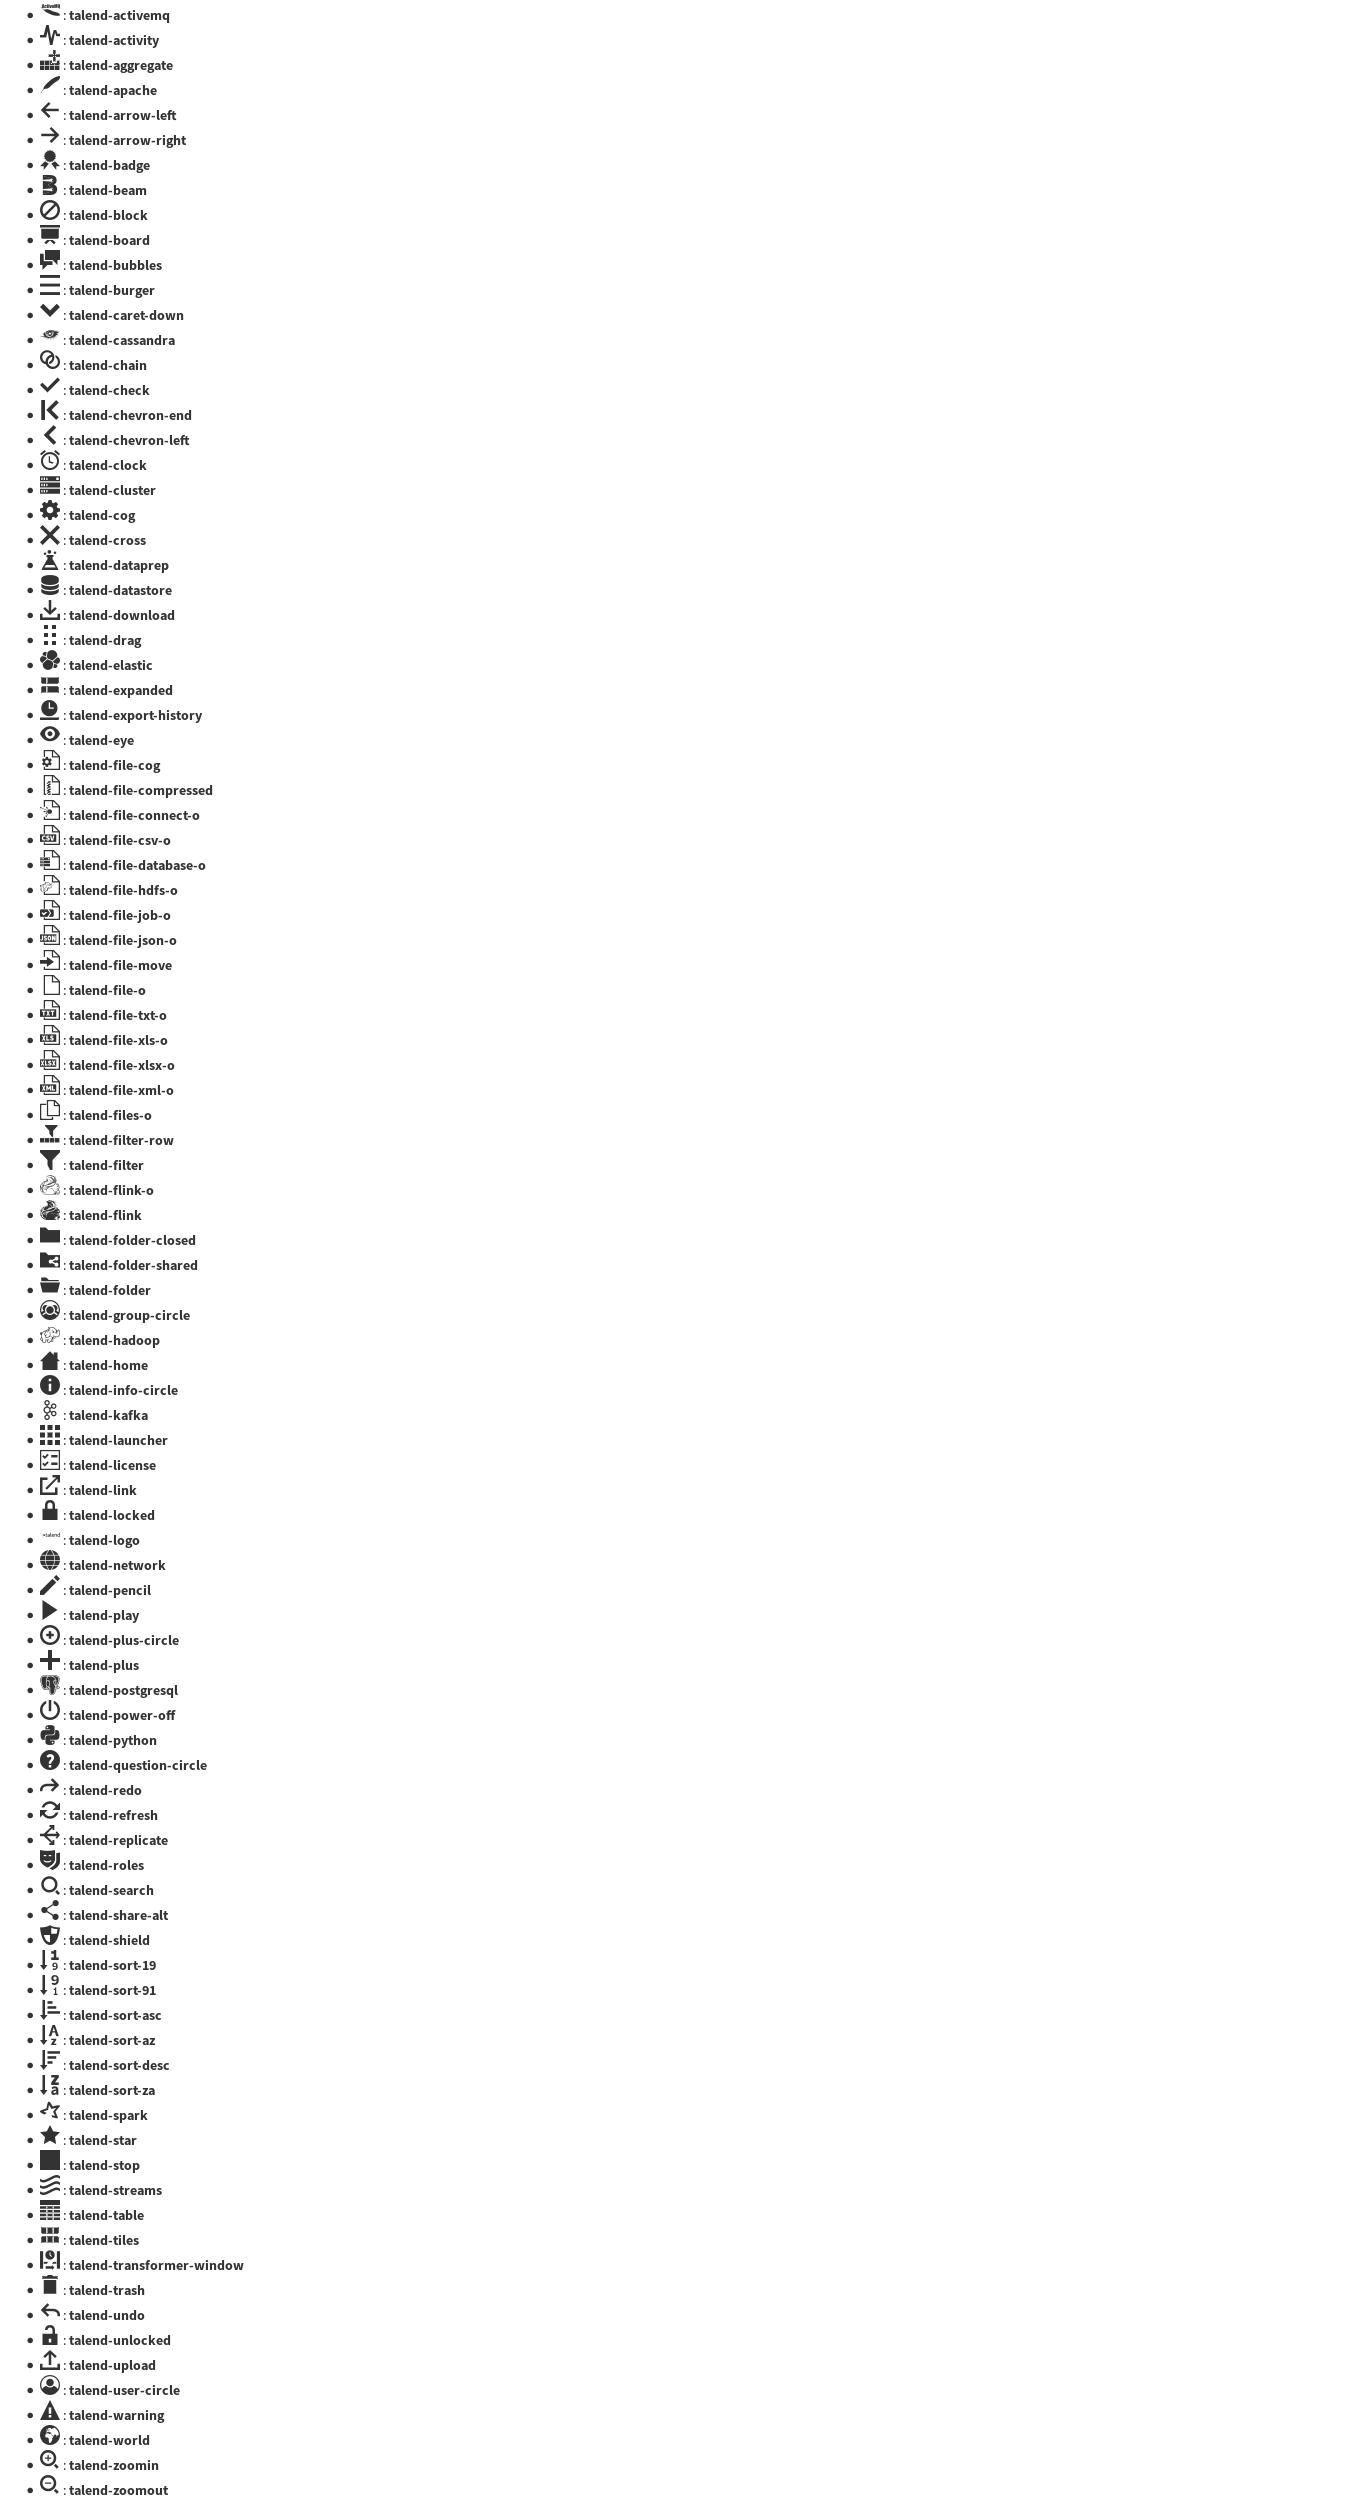 : talend-activemq
: talend-activity
: talend-aggregate
: talend-apache
: talend-arrow-left
: talend-arrow-right
: talend-badge
: talend-beam
: talend-block
: talend-board
: talend-bubbles
: talend-burger
: talend-caret-down
: talend-cassandra
: talend-chain
: talend-check
: talend-chevron-end
: talend-chevron-left
: talend-clock
: talend-cluster
: talend-cog
: talend-cross
: talend-dataprep
: talend-datastore
: talend-download
: talend-drag
: talend-elastic
: talend-expanded
: talend-export-history
: talend-eye
: talend-file-cog
: talend-file-compressed
: talend-file-connect-o
CSV : talend-file-csv-o
: talend-file-database-o
: talend-file-hdfs-o
: talend-file-job-o
JSON : talend-file-json-o
: talend-file-move
: talend-file-o
TXT : talend-file-txt-o
XLS : talend-file-xls-o
XLSX : talend-file-xlsx-o
XML : talend-file-xml-o
: talend-files-o
: talend-filter-row
: talend-filter
: talend-flink-o
: talend-flink
: talend-folder-closed
: talend-folder-shared
: talend-folder
: talend-group-circle
: talend-hadoop
: talend-home
: talend-info-circle
: talend-kafka
: talend-launcher
: talend-license
: talend-link
: talend-locked
talend : talend-logo
: talend-network
: talend-pencil
: talend-play
: talend-plus-circle
: talend-plus
: talend-postgresql
: talend-power-off
: talend-python
: talend-question-circle
: talend-redo
: talend-refresh
: talend-replicate
: talend-roles
: talend-search
: talend-share-alt
: talend-shield
1 9 : talend-sort-19
9 1 : talend-sort-91
: talend-sort-asc
A z : talend-sort-az
: talend-sort-desc
z a : talend-sort-za
: talend-spark
: talend-star
: talend-stop
: talend-streams
: talend-table
: talend-tiles
: talend-transformer-window
: talend-trash
: talend-undo
: talend-unlocked
: talend-upload
: talend-user-circle
: talend-warning
: talend-world
: talend-zoomin
: talend-zoomout